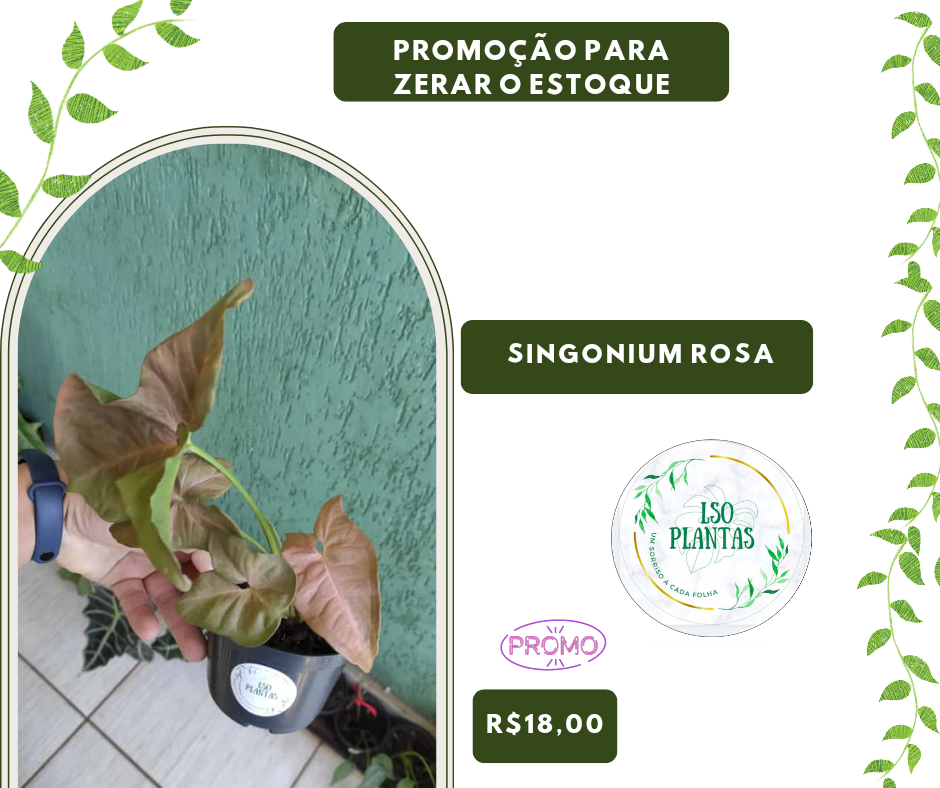 PROMOÇÃO PARA
ZERAR O ESTOQUE
SINGONIUM ROSA
LSO
PLANTAS
UM SORRISO A CADA FOLHA
PROMO
R$18,00
LSO
PLANTAS